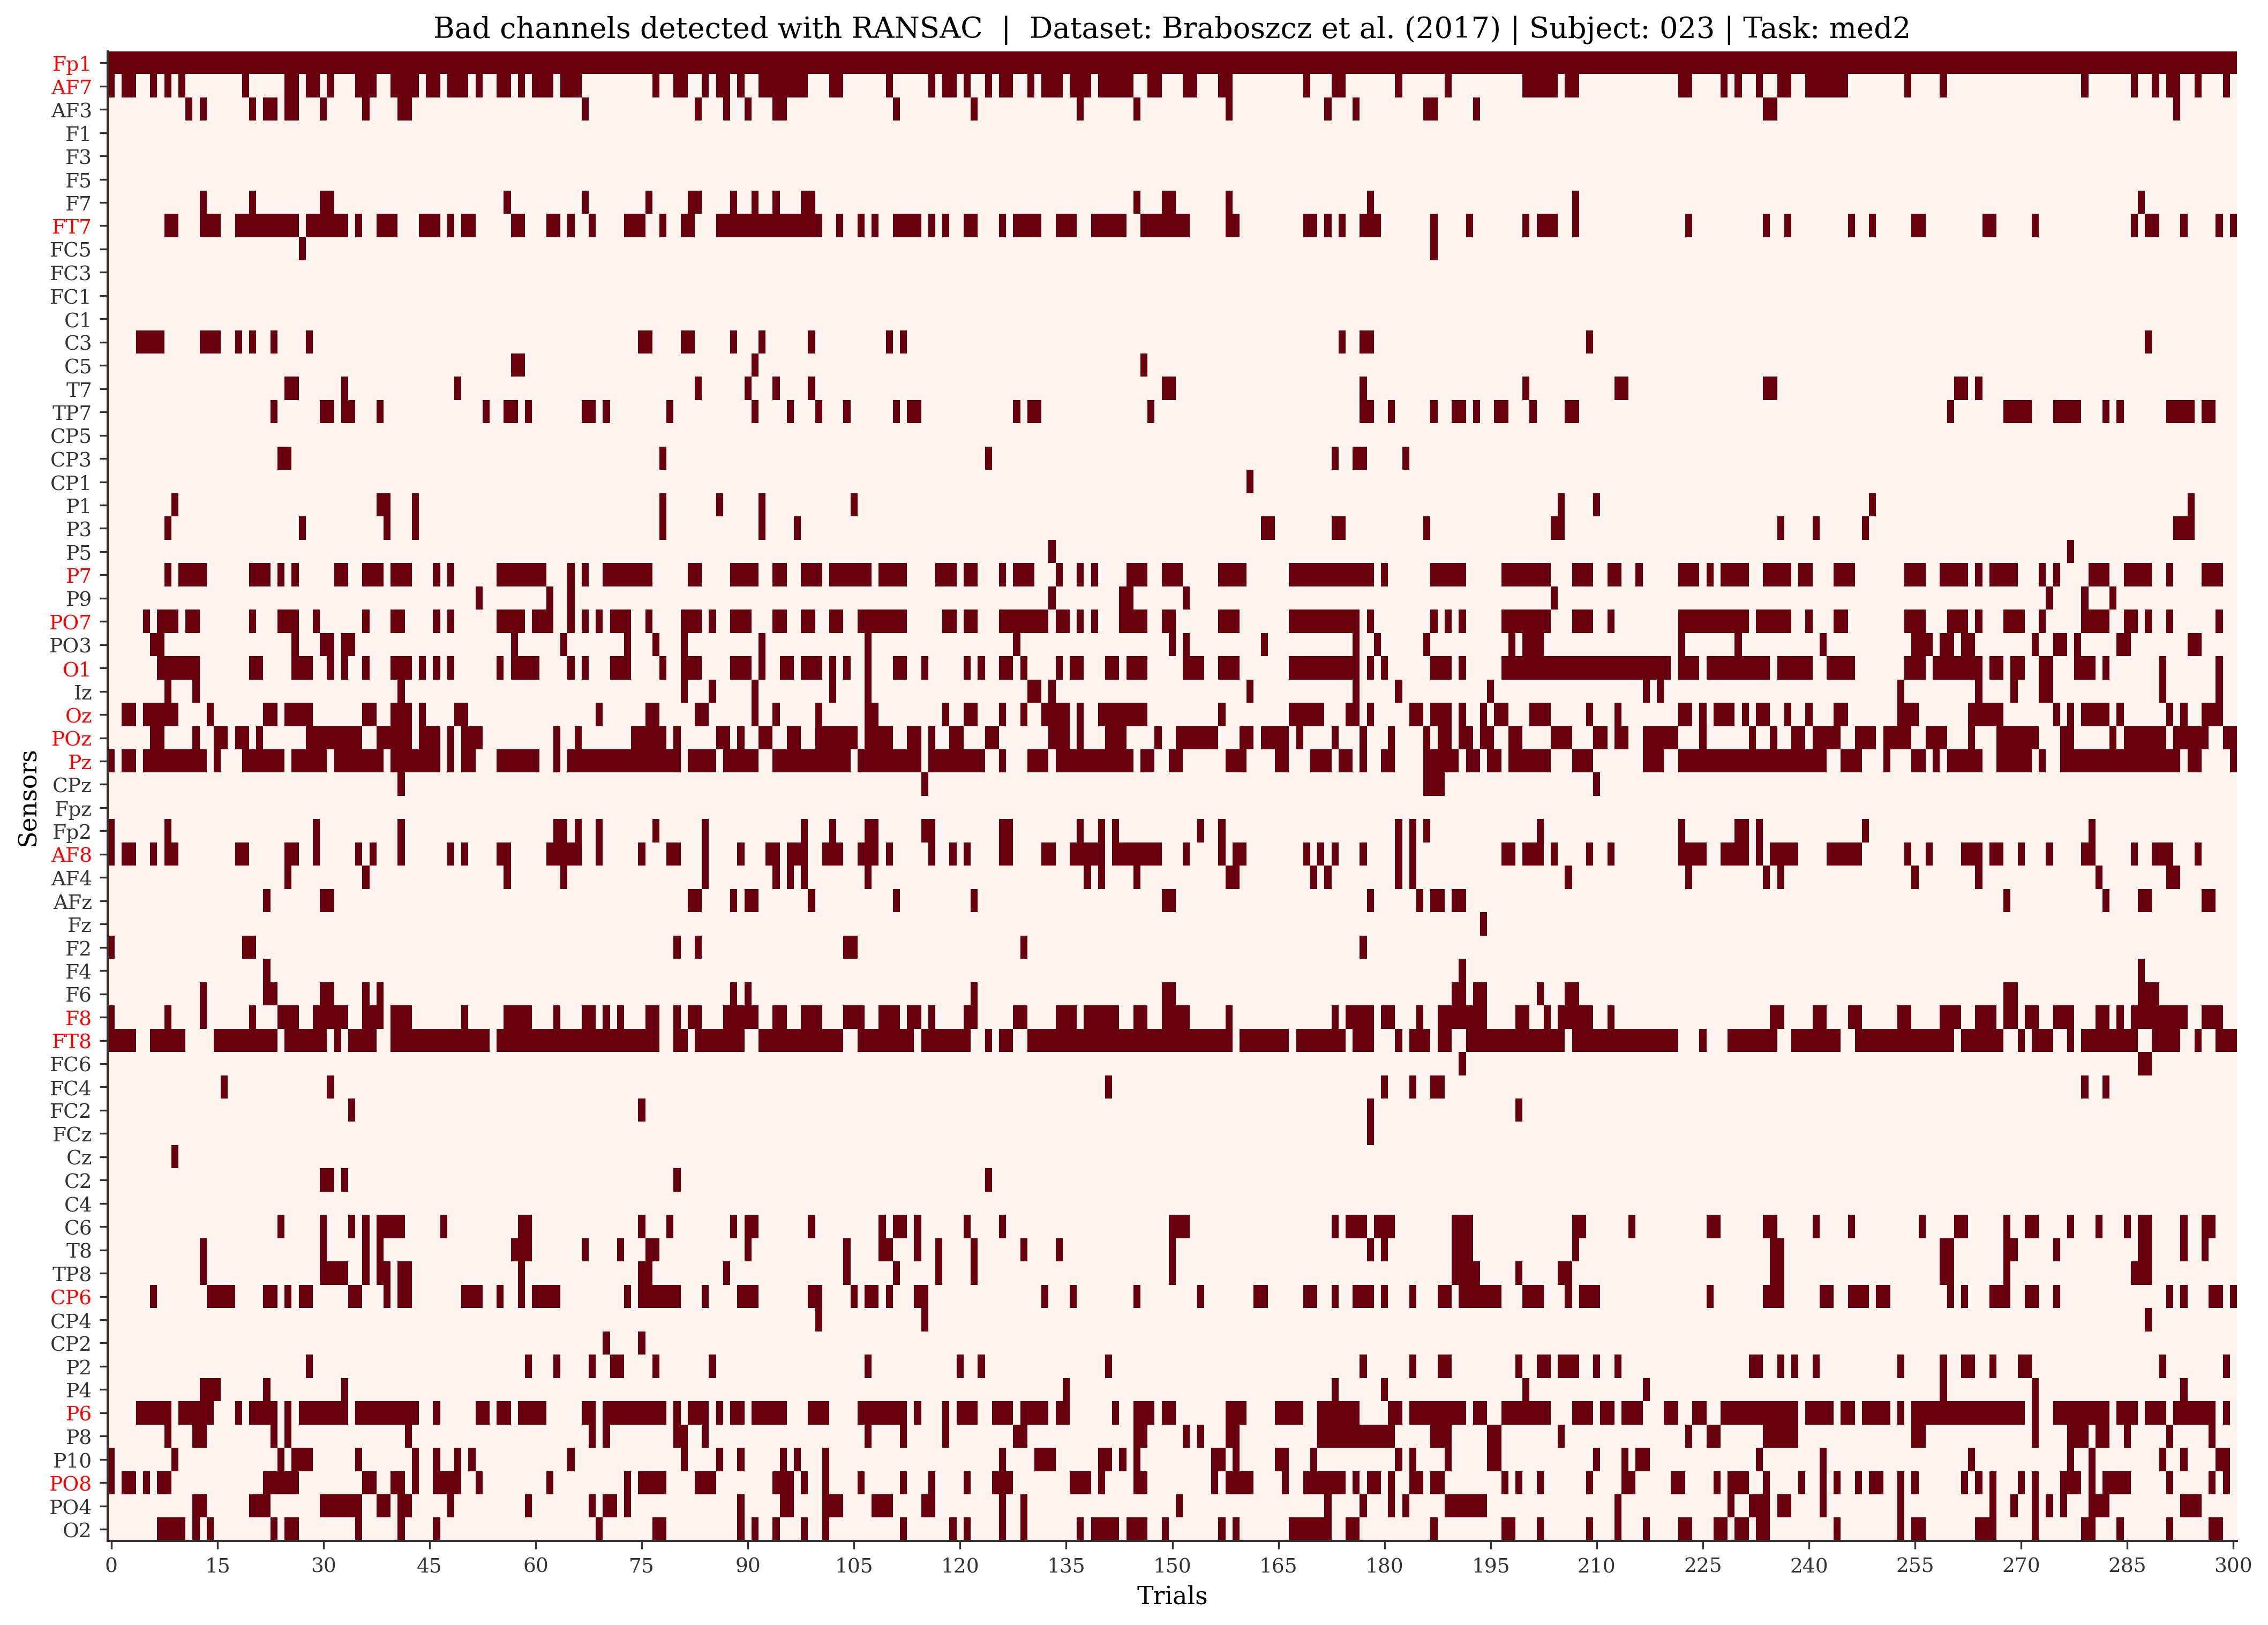 Bad channels detected with RANSAC | Dataset: Braboszcz et al. (2017) | Subject: 023 | Task: med2
Fp1
AF7
AF3
F1
F3
F5
F7
FT7
FC5
FC3
FC1
C1
C3
C5
T7
TP7
CP5
CP3
CP1
P1
P3
P5
P7
P9
PO7
PO3
O1
Iz
Oz
POz
Pz
CPz
Fpz
Fp2
AF8
AF4
AFz
Fz
F2
F4
F6
F8
FT8
FC6
FC4
FC2
FCz
Cz
C2
C4
C6
T8
TP8
CP6
CP4
CP2
P2
P4
P6
P8
P10
PO8
PO4
O2
Sensors
0 15 30 45 60 75 90 105 120 135 150 165 180 195 210 225 240 255 270 285 300
Trials